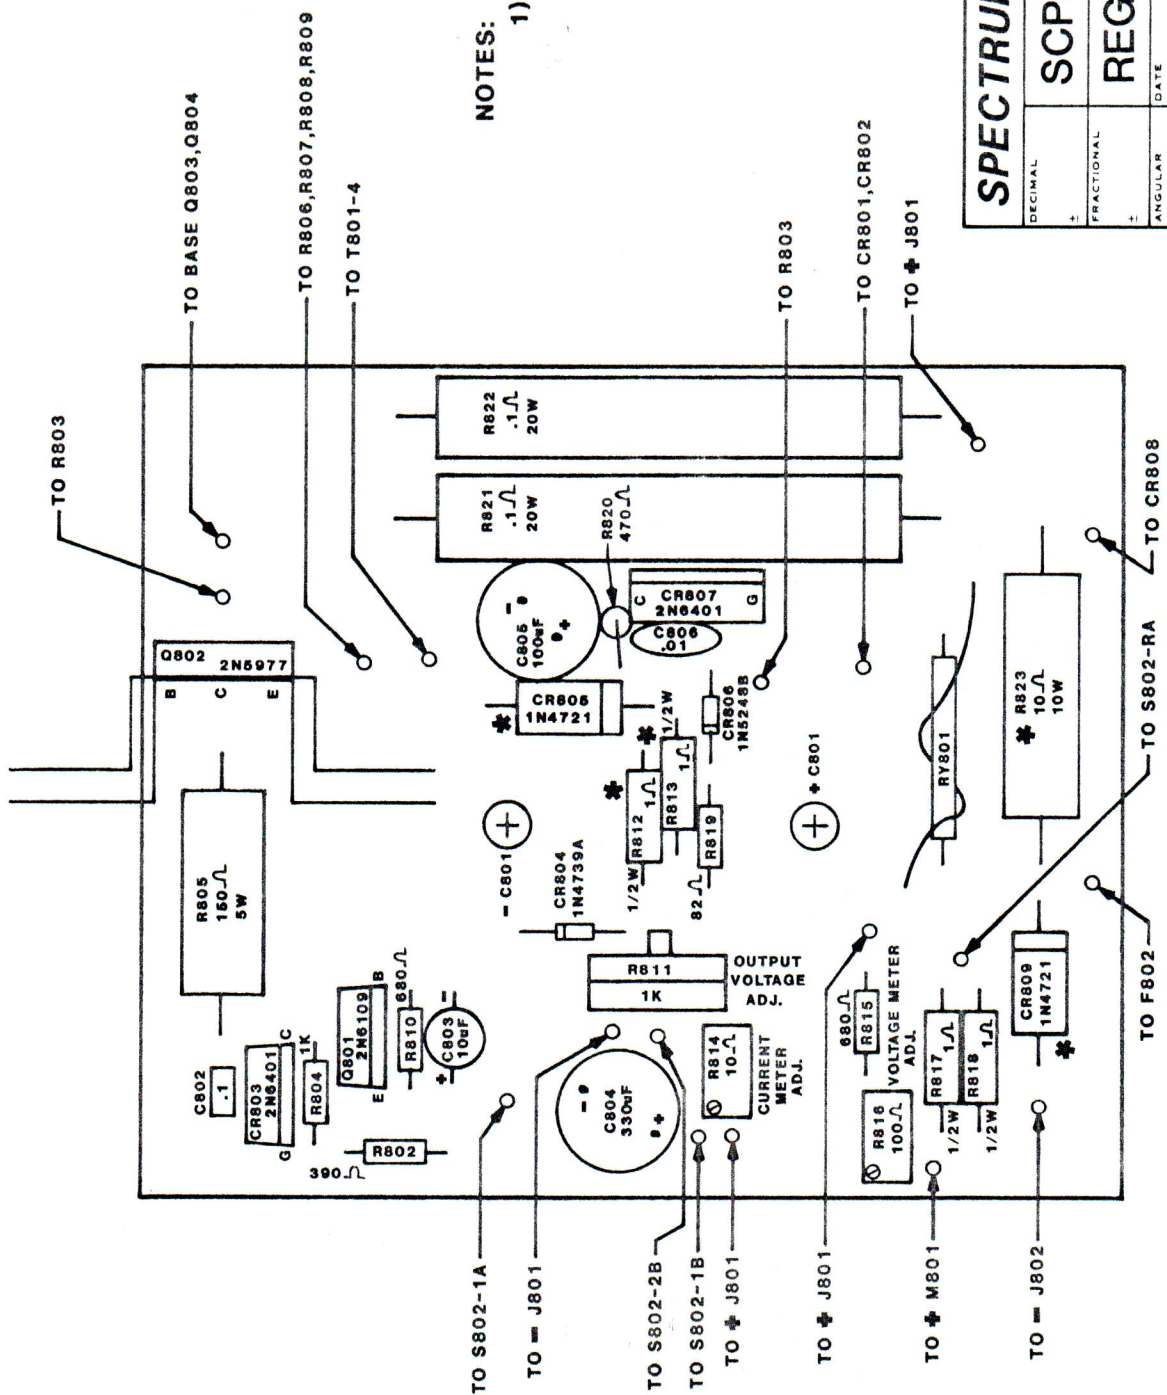 TO R803
TO BASE Q803,Q804
TO R806,R807,R808,R809
TO T801-4
NOTES:
1)
Q802
2N5977
B
C
E
R805
150Ω
5W
C802
.1
CR803
2N6401
G
C
1K
R804
Q801
2N6109
E
B
680Ω
R810
+
C803
10uF
-
390Ω
R802
- C801
CR804
1N4739A
C805
100uF
-
+
CR805
1N4721
*
R821
.1Ω
20W
R822
.1Ω
20W
R820
470Ω
C
CR807
2N6401
G
C806
.01
CR806
1N5248B
1/2W
R812
1Ω
*
R813
1Ω
1/2W
*
82Ω
R819
R811
1K
OUTPUT
VOLTAGE
ADJ.
C804
330uF
-
+
R814
10Ω
CURRENT
METER
ADJ.
+ C801
TO R803
TO CR801,CR802
TO + J801
TO S802-1A
TO - J801
TO S802-2B
TO S802-1B
TO + J801
TO + J801
TO + M801
TO - J802
680Ω
R815
VOLTAGE METER
ADJ.
R816
100Ω
R817
1Ω
1/2W
R818
1Ω
1/2W
RY801
* R823
10Ω
10W
CR809
1N4721
*
TO F802
TO S802-RA
TO CR808
SPECTRU
DECIMAL
±
SCP
FRACTIONAL
±
REG
ANGULAR
DATE